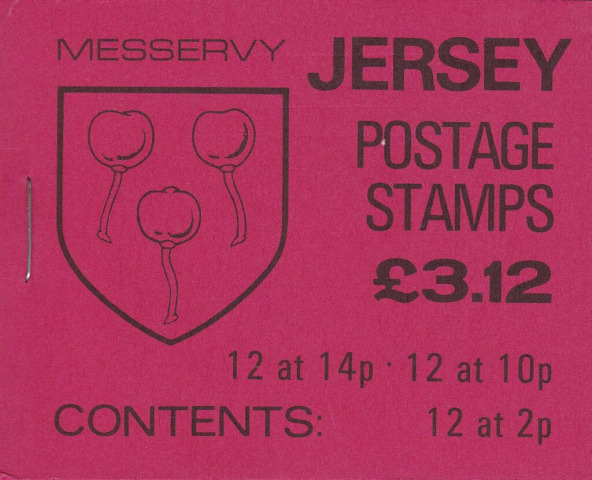 MESSERVY
JERSEY
POSTAGE
STAMPS
£3.12
12 at 14p · 12 at 10p
CONTENTS: 12 at 2p